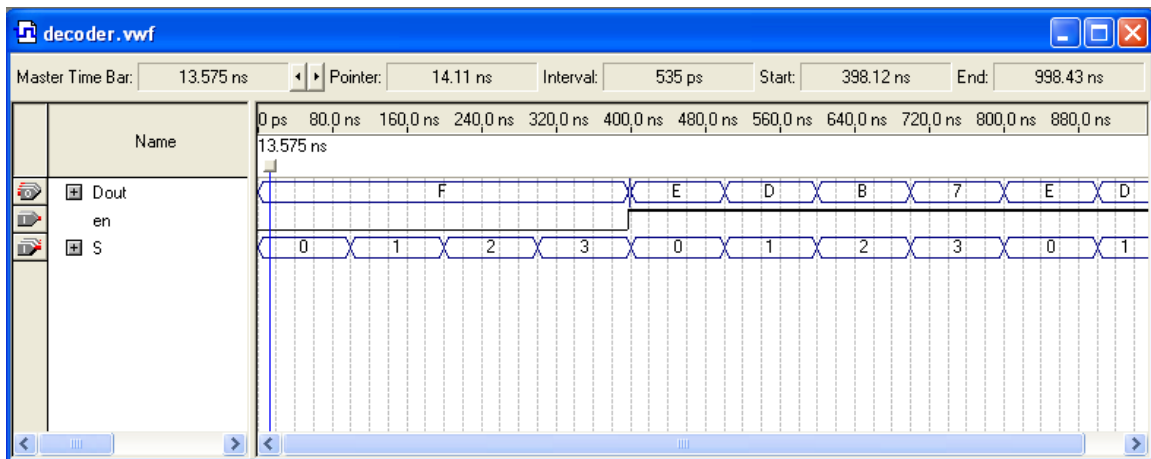 decoder.vwf
Master Time Bar: 13.575 ns Pointer: 14.11 ns Interval: 535 ps Start: 398.12 ns End: 998.43 ns
Name
0 ps 80.0 ns 160.0 ns 240.0 ns 320.0 ns 400.0 ns 480.0 ns 560.0 ns 640.0 ns 720.0 ns 800.0 ns 880.0 ns
13.575 ns
Dout F E D B 7 E D
en
S 0 1 2 3 0 1 2 3 0 1